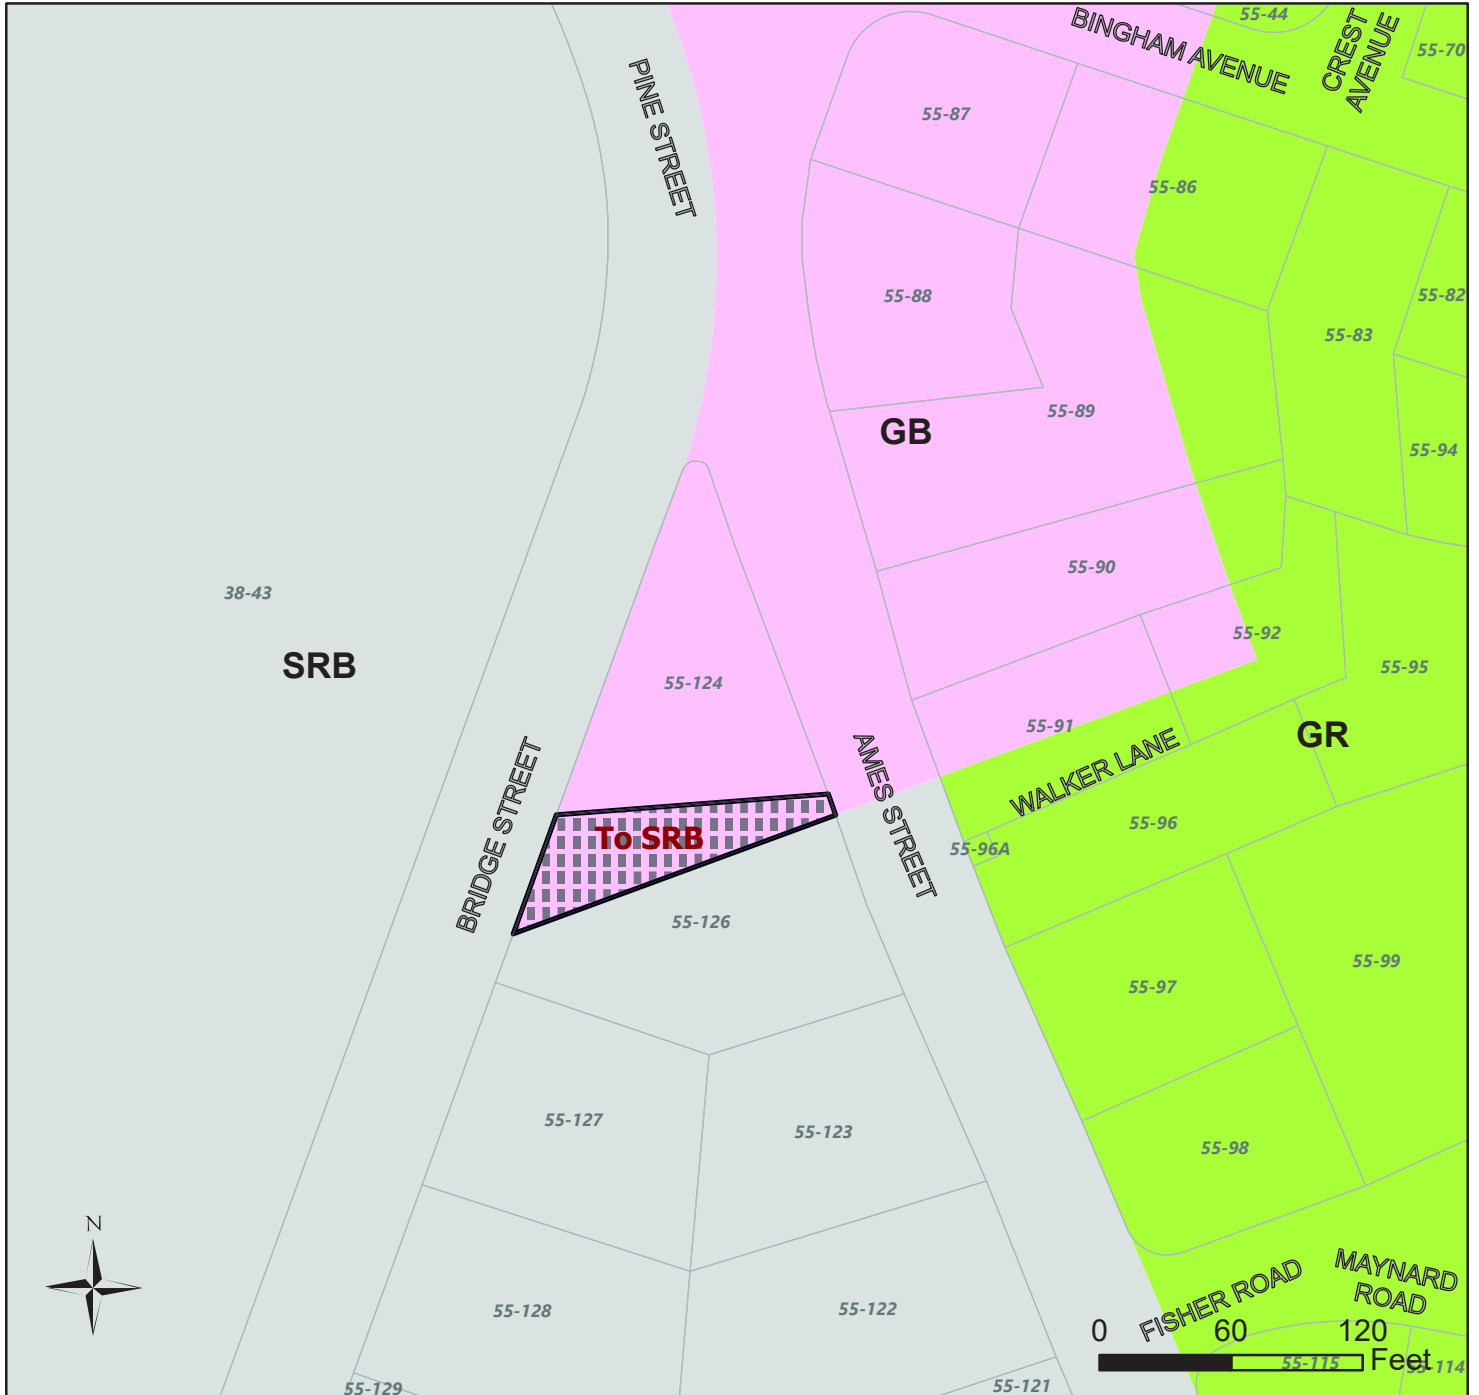 55-44
BINGHAM AVENUE
CREST
AVENUE
55-70
PINE STREET
55-87
55-86
55-88
55-82
55-83
55-89
GB
55-94
55-90
38-43
55-92
SRB
55-95
55-124
55-91
GR
WALKER LANE
AMES STREET
BRIDGE STREET
To SRB
55-96
55-96A
55-126
55-99
55-97
55-127
55-123
55-98
N
FISHER ROAD
MAYNARD
ROAD
55-128
55-122
0 60 120
Feet
55-115
55-114
55-129
55-121